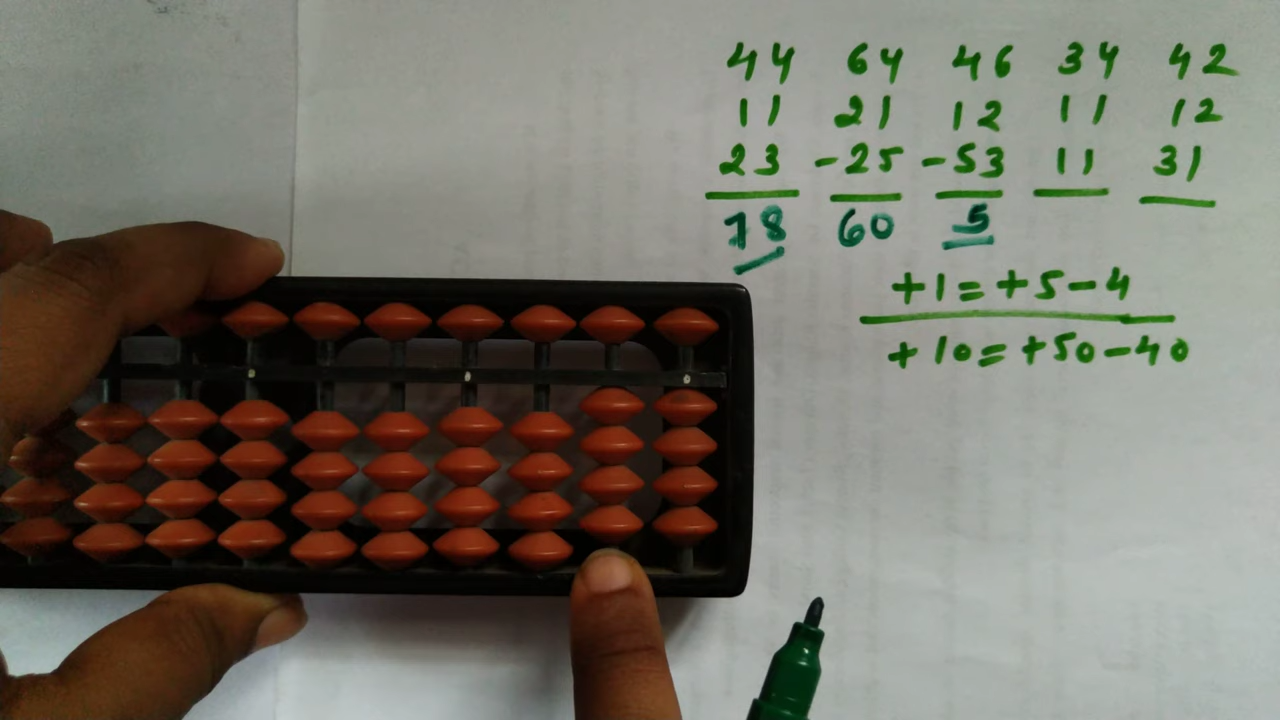 44 64 46 34 42
11 21 12 11 12
23 -25 -53 11 31
78 60 5
+1=+5-4
+10=+50-40